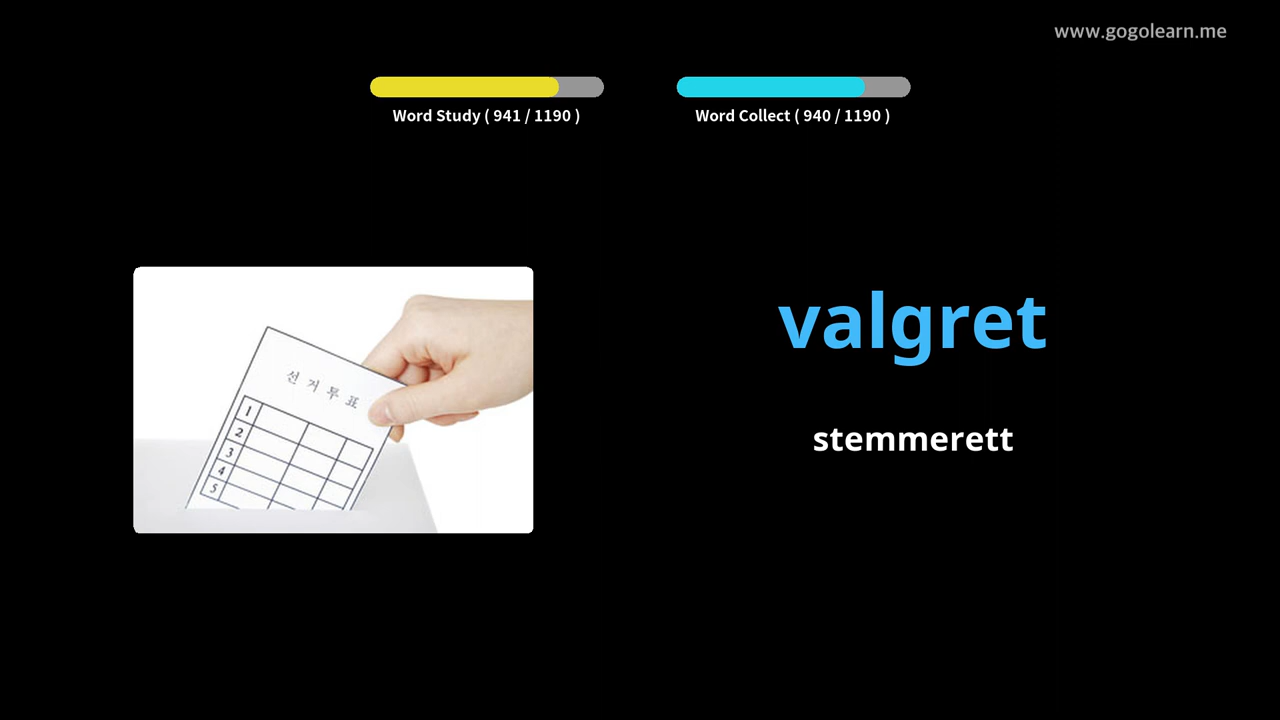 www.gogolearn.me
Word Study ( 941 / 1190 )
Word Collect ( 940 / 1190 )
선거투표
1
2
3
4
5
valgret
stemmerett